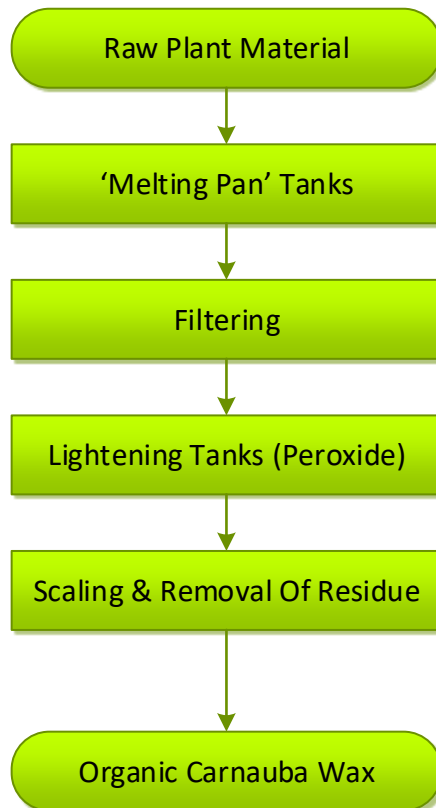 Raw Plant Material
‘Melting Pan’ Tanks
Filtering
Lightening Tanks (Peroxide)
Scaling & Removal Of Residue
Organic Carnauba Wax